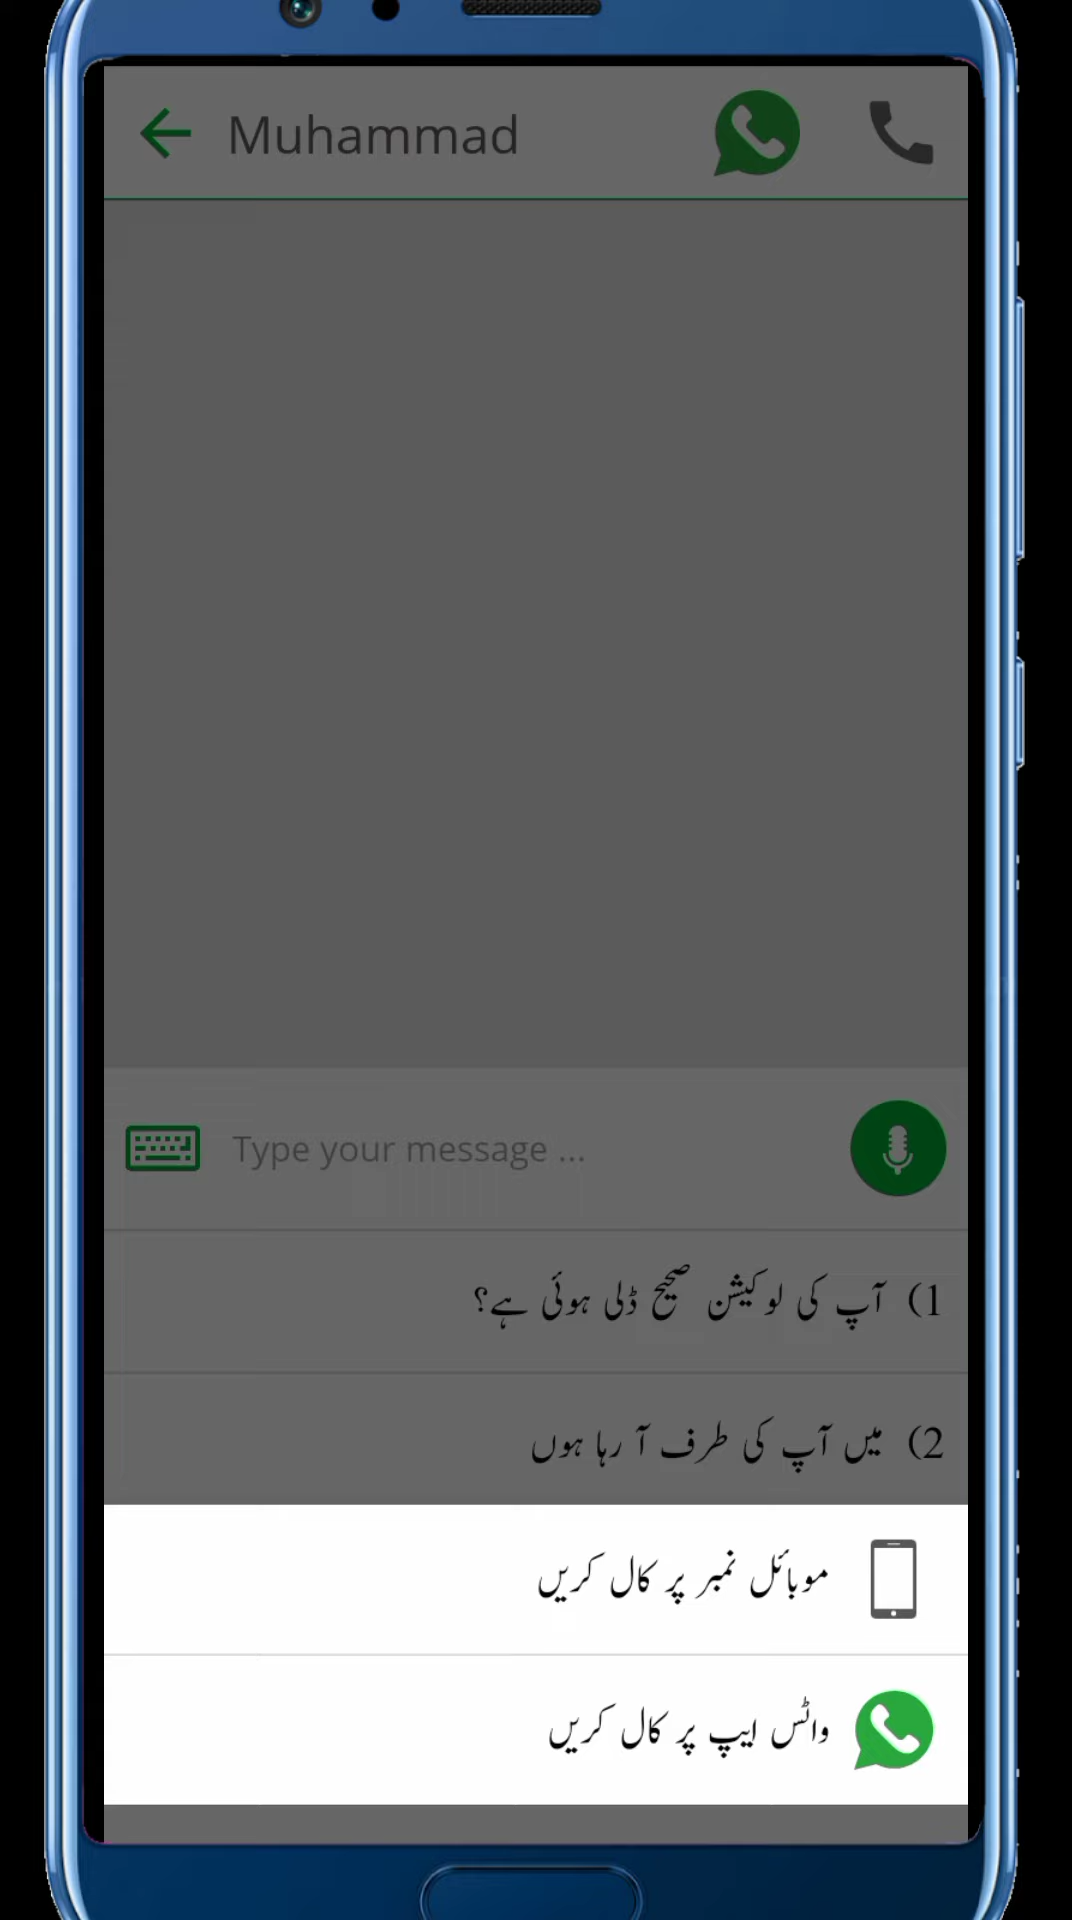 Muhammad
Type your message ...
1) آپ کی لوکیشن صحیح ڈلی ہوئی ہے؟
2) میں آپ کی طرف آ رہا ہوں
موبائل نمبر پر کال کریں
واٹس ایپ پر کال کریں